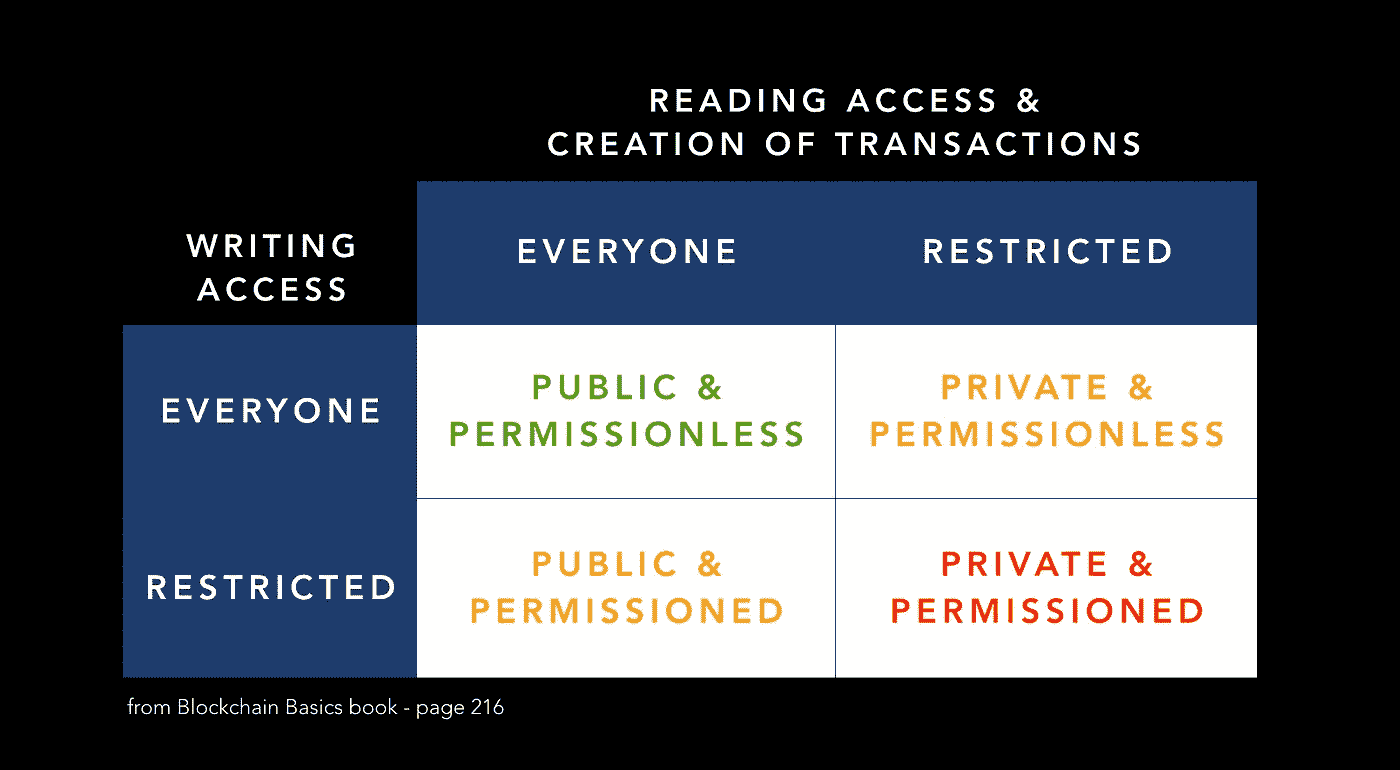 READING ACCESS &
CREATION OF TRANSACTIONS
WRITING
ACCESS
EVERYONE
RESTRICTED
EVERYONE
PUBLIC &
PERMISSIONLESS
PRIVATE &
PERMISSIONLESS
RESTRICTED
PUBLIC &
PERMISSIONED
PRIVATE &
PERMISSIONED
from Blockchain Basics book - page 216